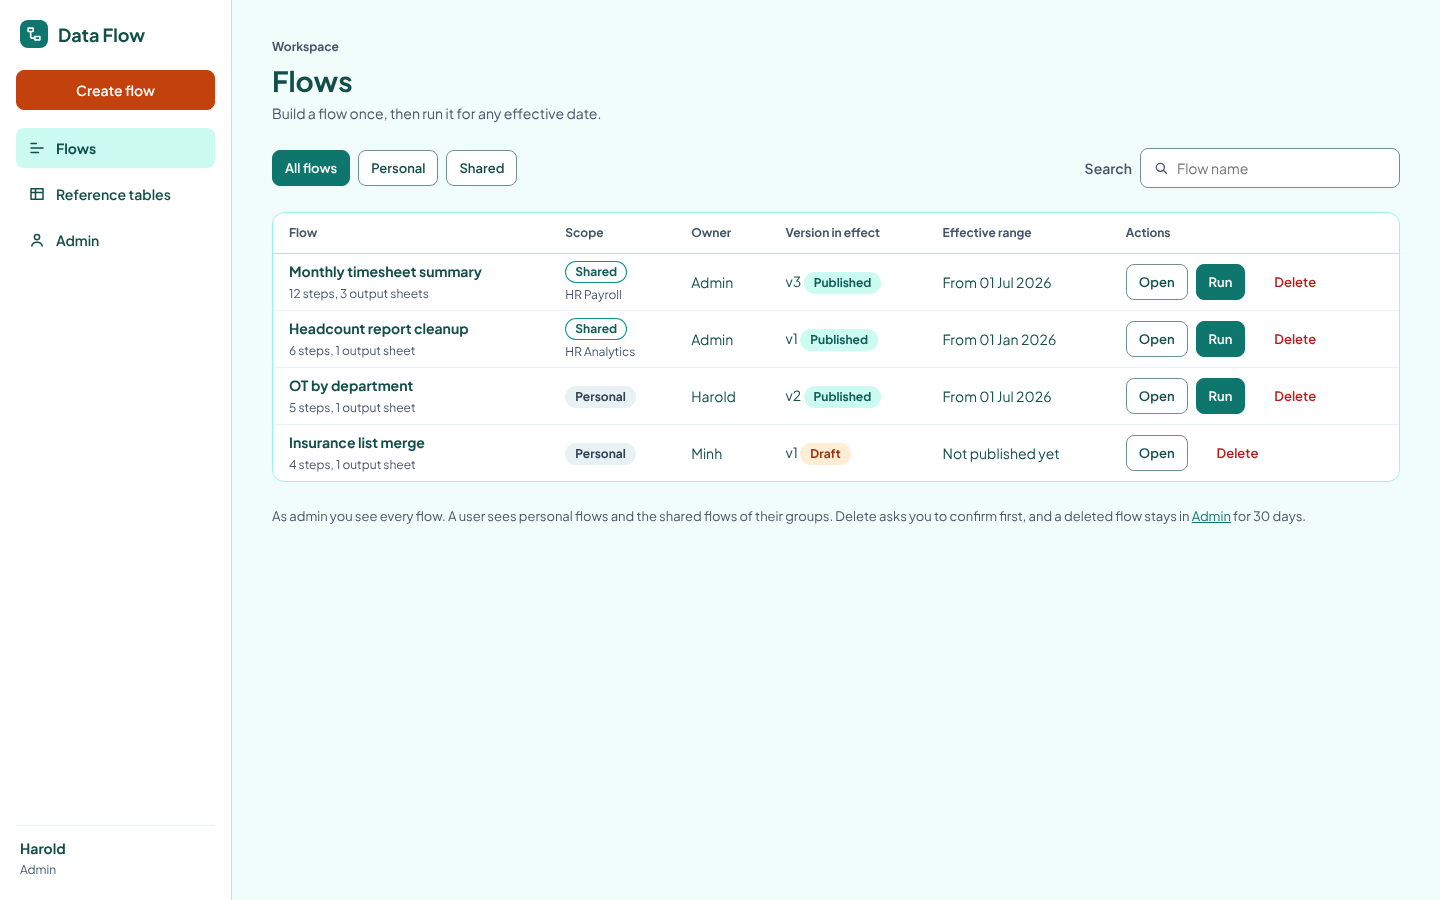 Data Flow
Create flow
Flows
Reference tables
Admin
Harold
Admin
Workspace
Flows
Build a flow once, then run it for any effective date.
All flows Personal Shared Search Flow name
Flow Scope Owner Version in effect Effective range Actions
Monthly timesheet summary
12 steps, 3 output sheets
Shared
HR Payroll
Admin v3 Published From 01 Jul 2026 Open Run Delete
Headcount report cleanup
6 steps, 1 output sheet
Shared
HR Analytics
Admin v1 Published From 01 Jan 2026 Open Run Delete
OT by department
5 steps, 1 output sheet
Personal Harold v2 Published From 01 Jul 2026 Open Run Delete
Insurance list merge
4 steps, 1 output sheet
Personal Minh v1 Draft Not published yet Open Delete
As admin you see every flow. A user sees personal flows and the shared flows of their groups. Delete asks you to confirm first, and a deleted flow stays in Admin for 30 days.